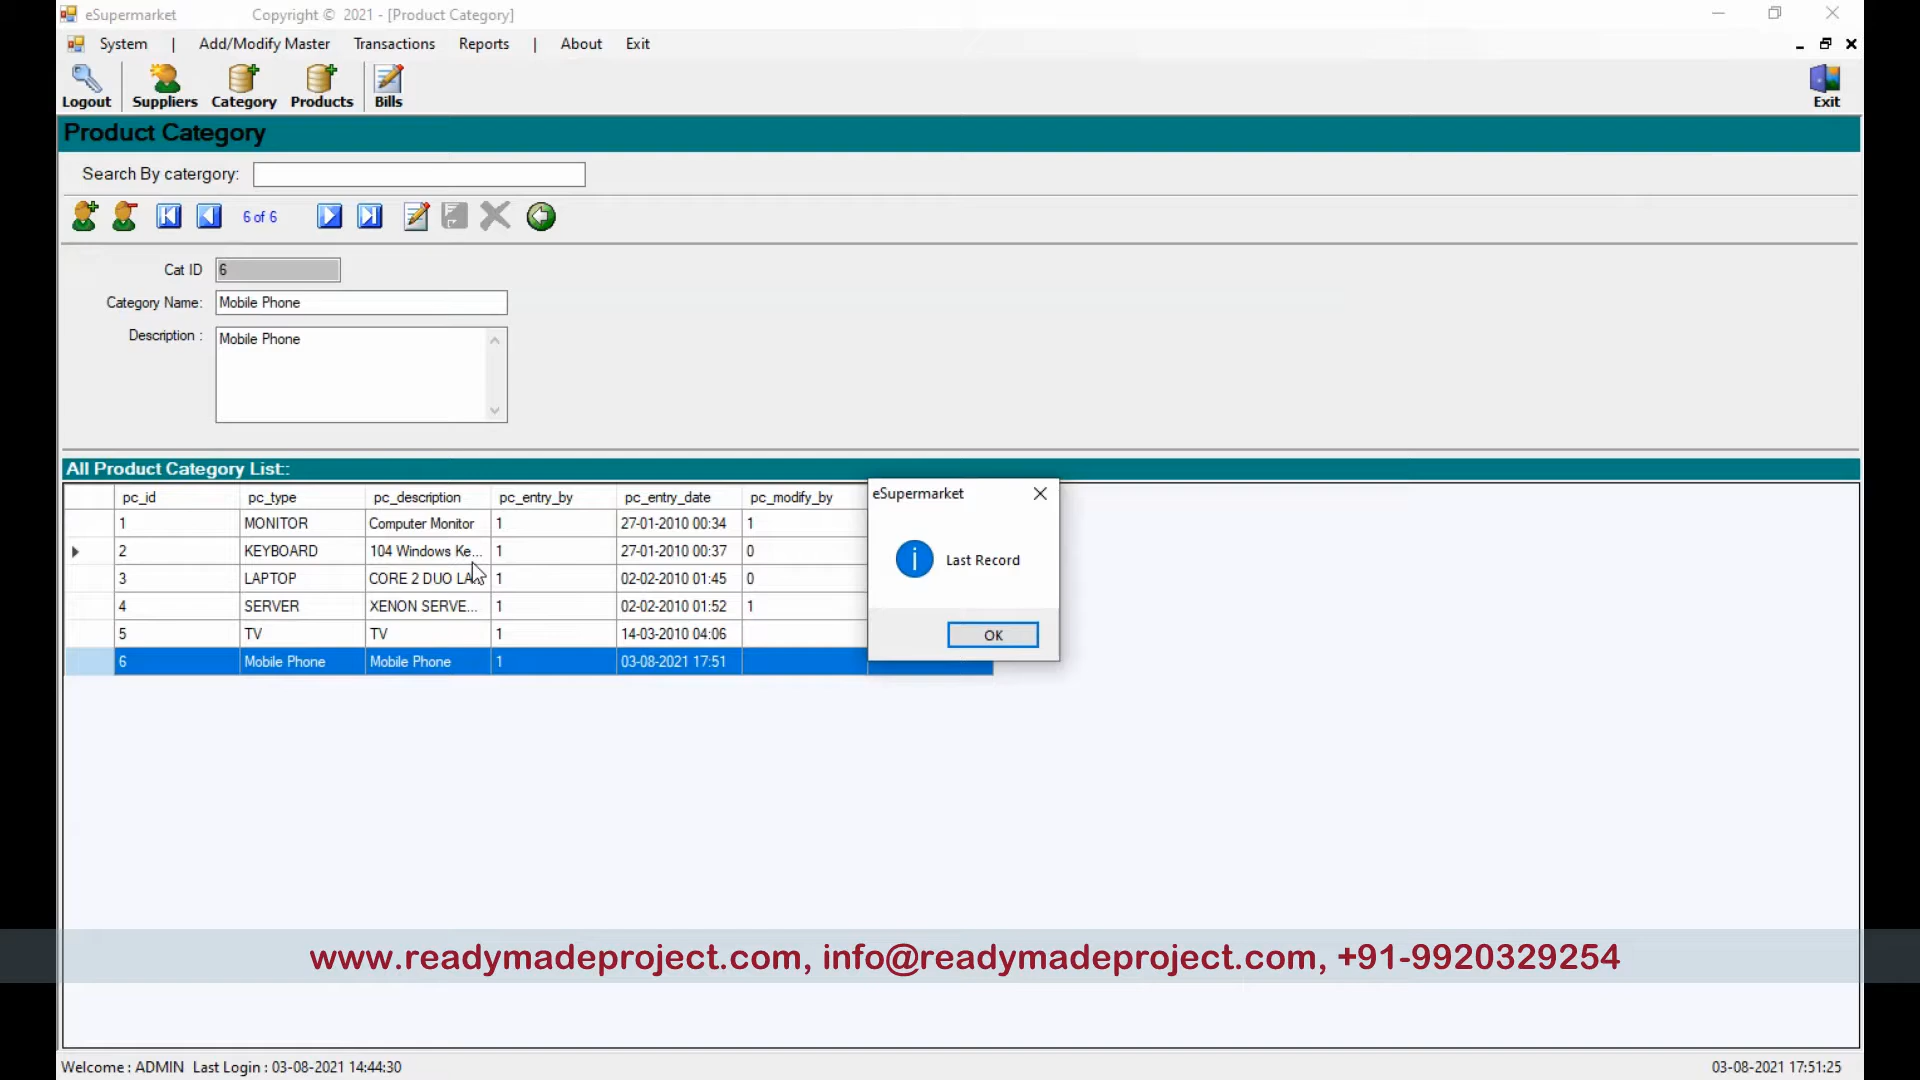 eSupermarket Copyright © 2021 - [Product Category]
System | Add/Modify Master Transactions Reports | About Exit
Logout Suppliers Category Products Bills Exit
Product Category
Search By catergory:
6 of 6
Cat ID 6
Category Name: Mobile Phone
Description : Mobile Phone
All Product Category List::
pc_id pc_type pc_description pc_entry_by pc_entry_date pc_modify_by
1 MONITOR Computer Monitor 1 27-01-2010 00:34 1
2 KEYBOARD 104 Windows Ke... 1 27-01-2010 00:37 0
3 LAPTOP CORE 2 DUO 1 02-02-2010 01:45 0
4 SERVER XENON SERVE... 1 02-02-2010 01:52 1
5 TV TV 1 14-03-2010 04:06
6 Mobile Phone Mobile Phone 1 03-08-2021 17:51
eSupermarket
Last Record
OK
www.readymadeproject.com, info@readymadeproject.com, +91-9920329254
Welcome : ADMIN Last Login : 03-08-2021 14:44:30 03-08-2021 17:51:25